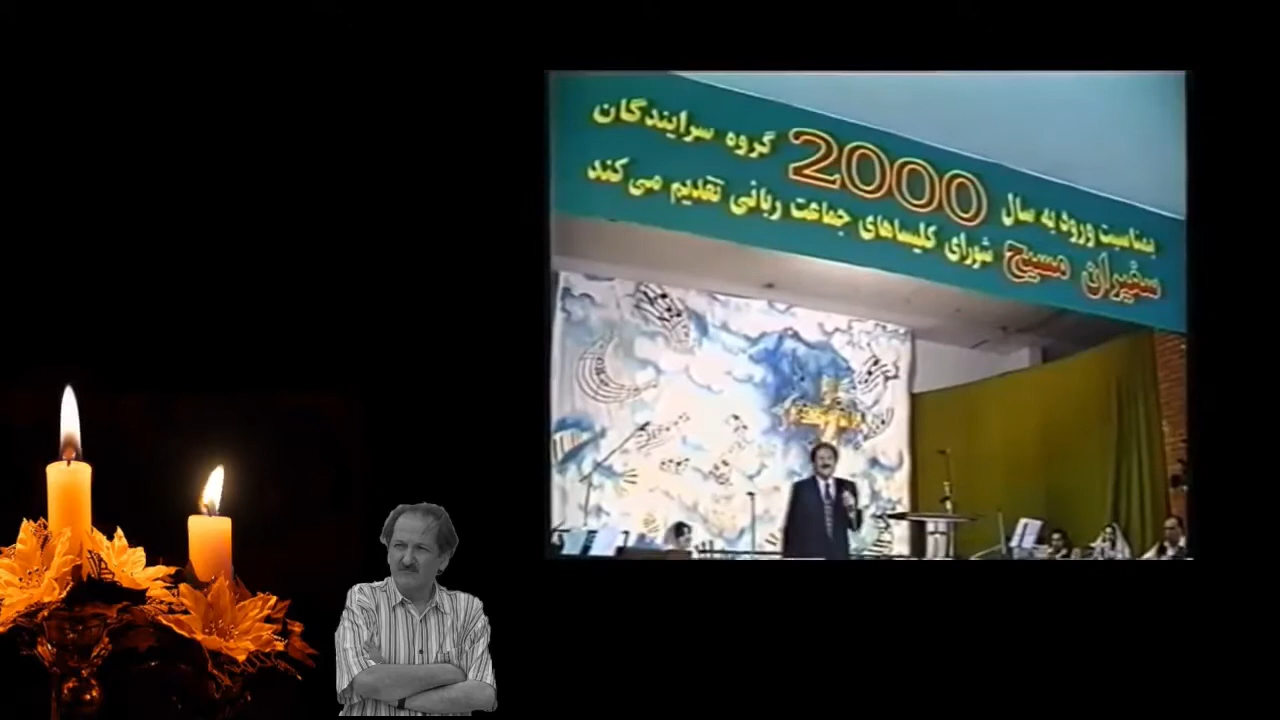 بمناسبت ورود به سال 2000 گروه سرایندگان
سفیران مسیح شورای کلیساهای جماعت ربانی تقدیم می‌کند